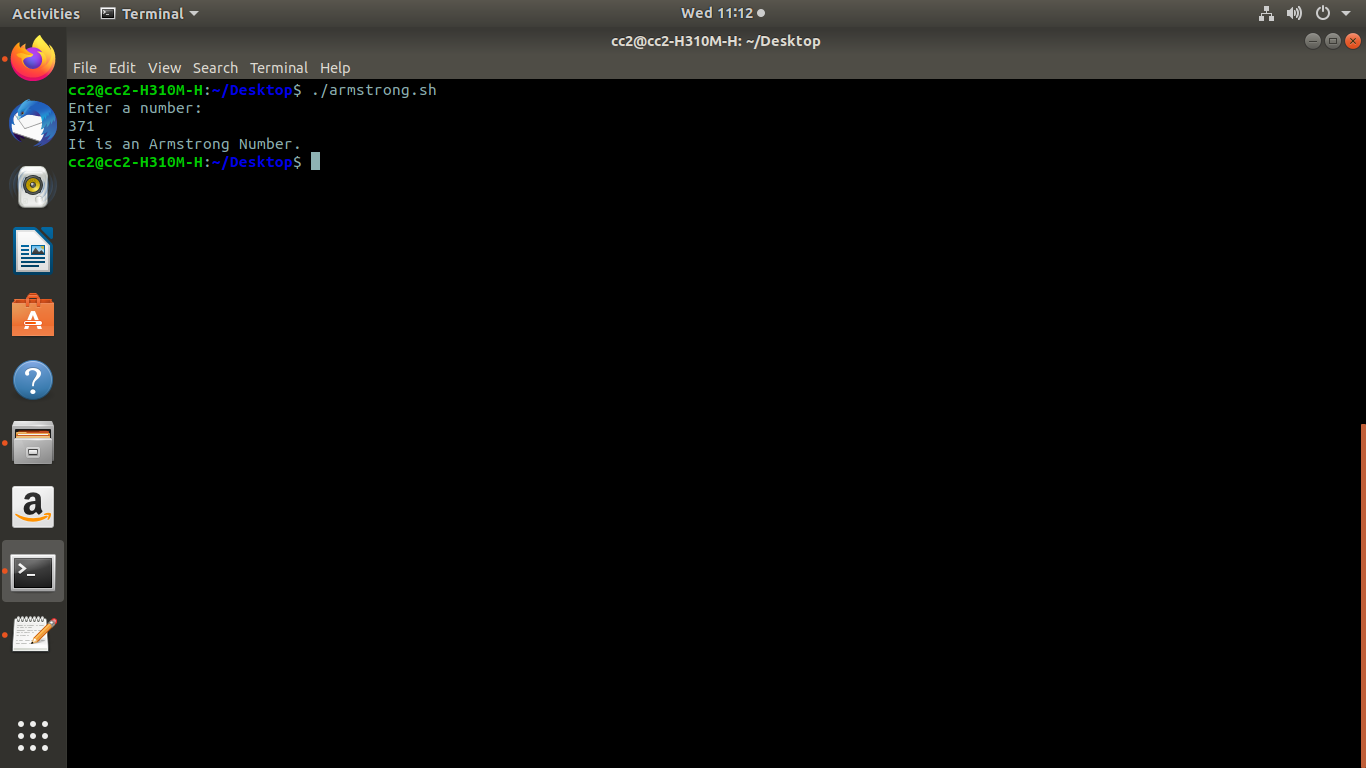 Activities Terminal Wed 11:12
cc2@cc2-H310M-H: ~/Desktop
File Edit View Search Terminal Help
cc2@cc2-H310M-H:~/Desktop$ ./armstrong.sh
Enter a number:
371
It is an Armstrong Number.
cc2@cc2-H310M-H:~/Desktop$